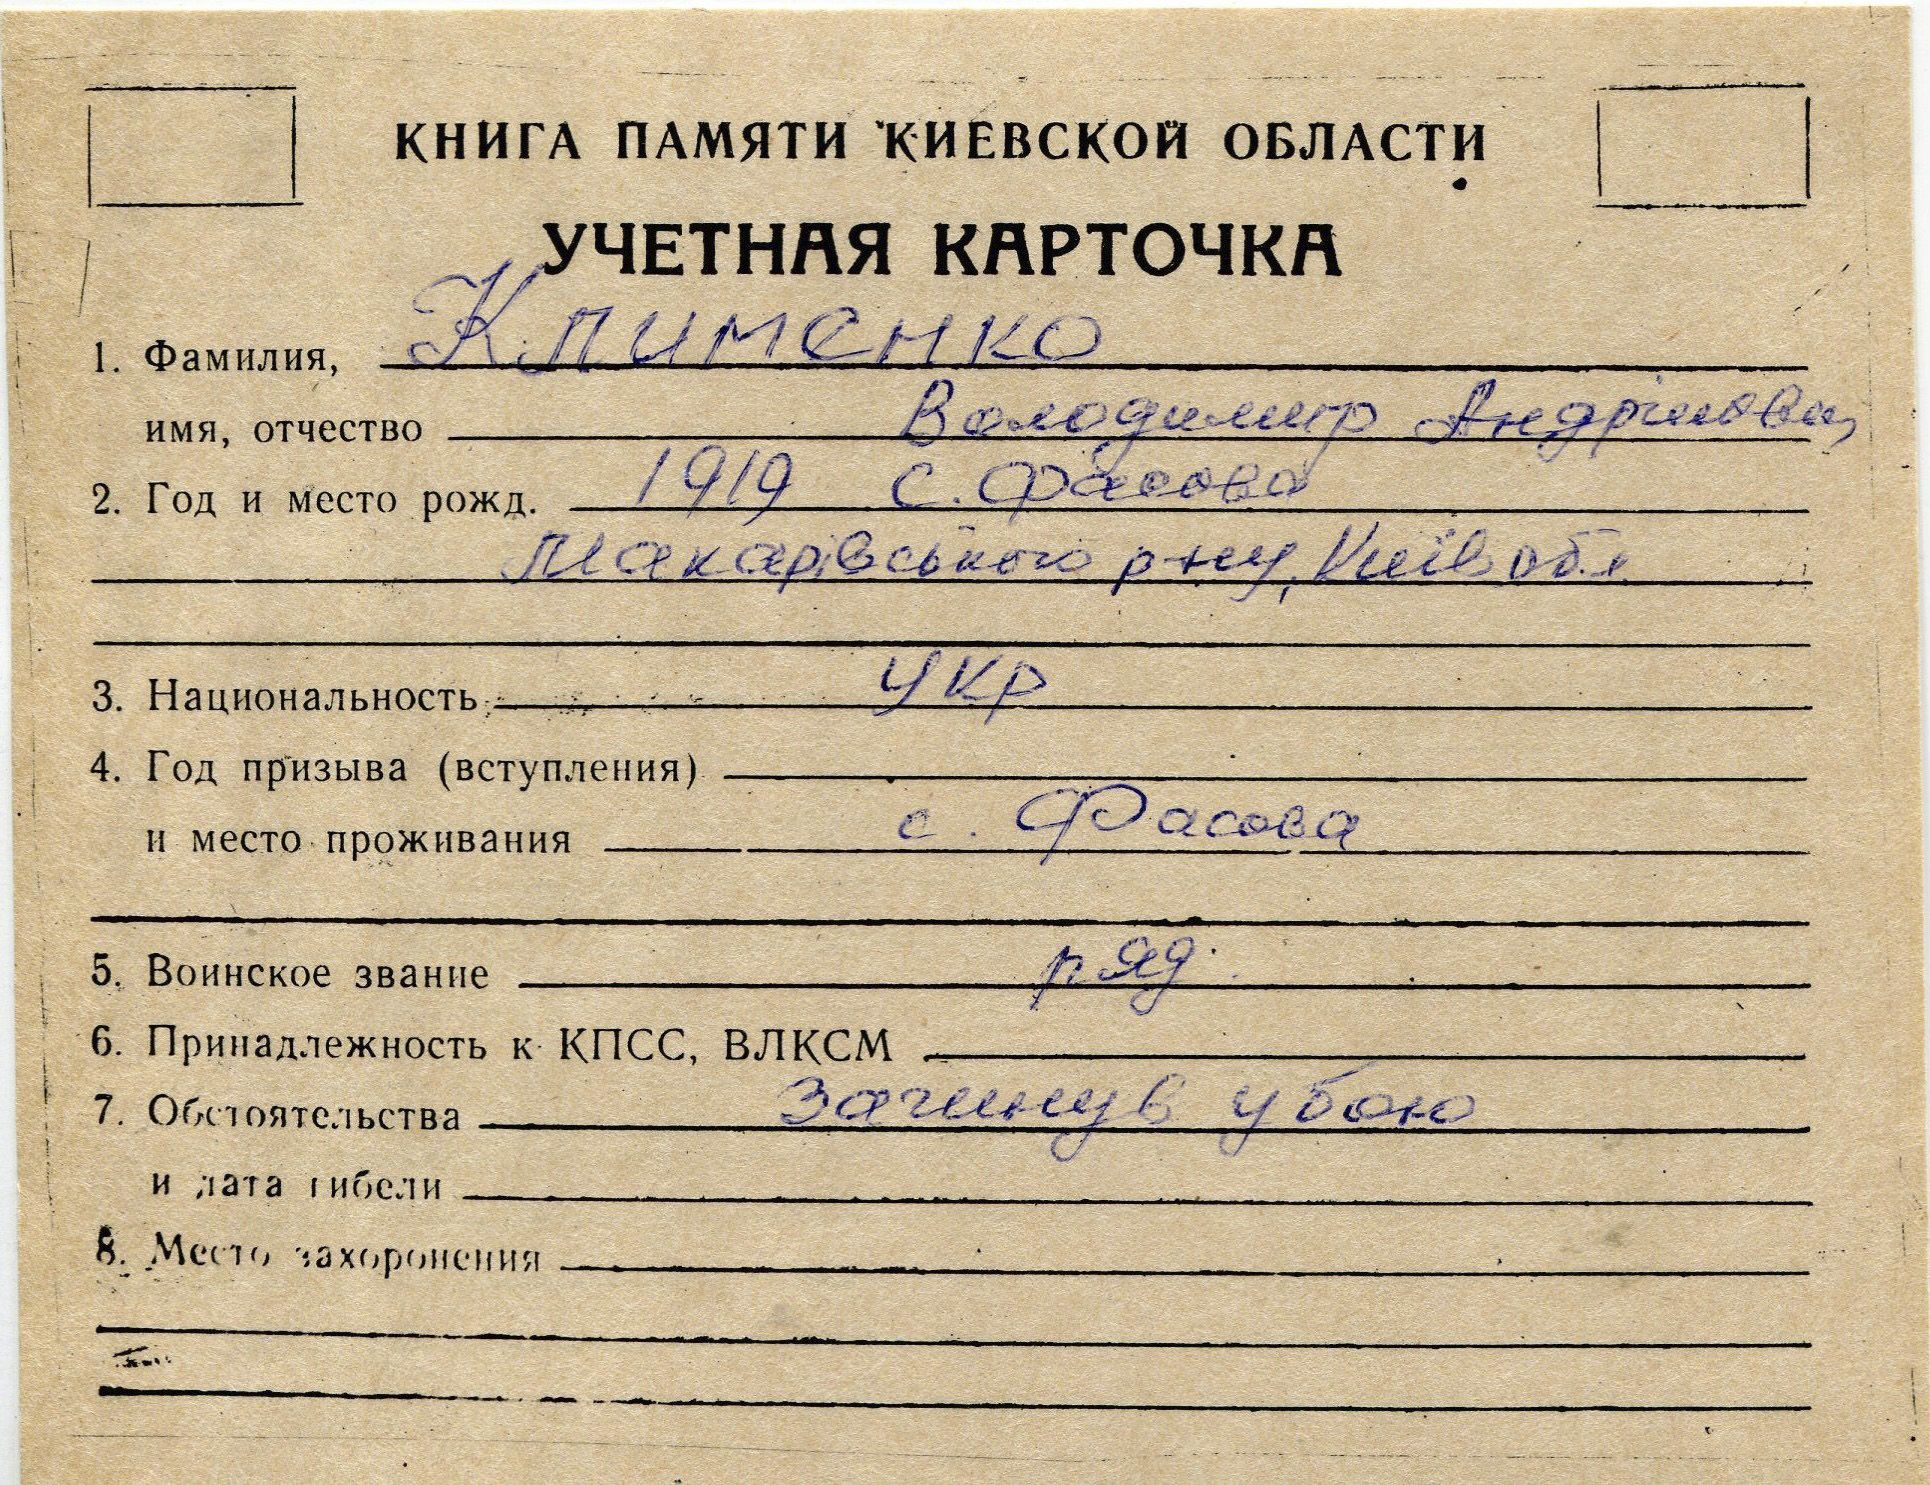 КНИГА ПАМЯТИ КИЕВСКОЙ ОБЛАСТИ
УЧЕТНАЯ КАРТОЧКА
1. Фамилия, Клименко
имя, отчество Володимир Андрійович
2. Год и место рожд. 1919 с. Фасова
Макарівського р-ну, Київ обл
3. Национальность укр
4. Год призыва (вступления)
и место проживания с. Фасова
5. Воинское звание ряд.
6. Принадлежность к КПСС, ВЛКСМ
7. Обстоятельства загинув у бою
и дата гибели
8. Место захоронения